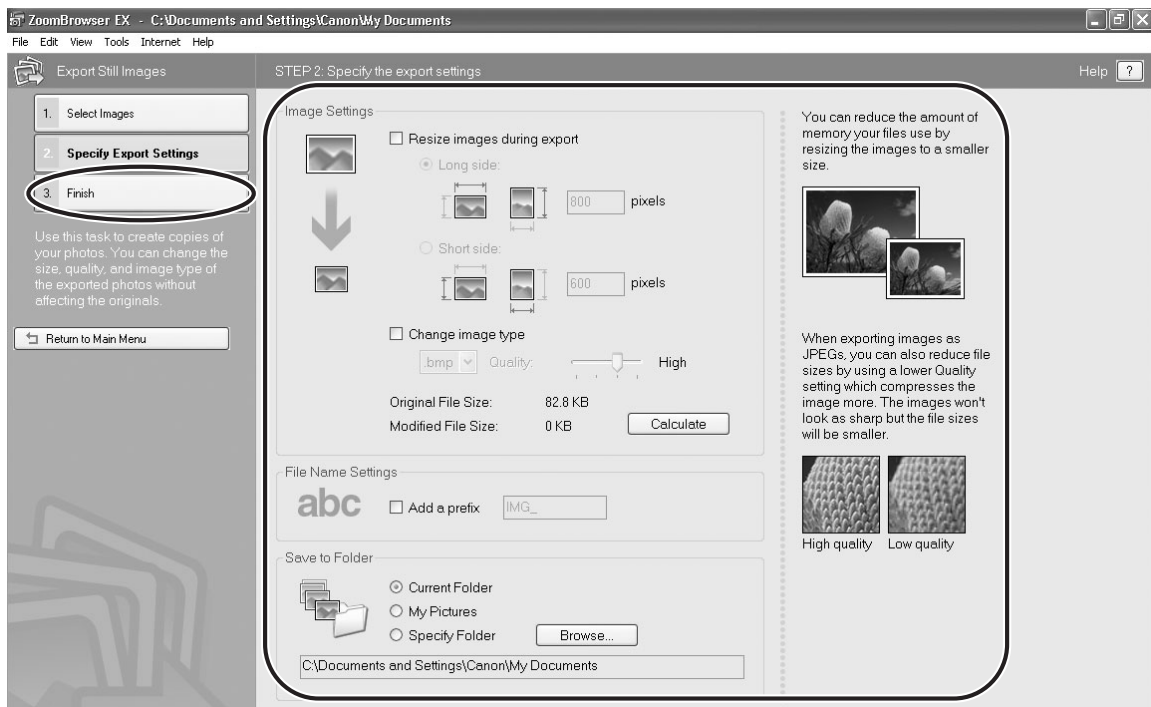 ZoomBrowser EX - C:\Documents and Settings\Canon\My Documents
File Edit View Tools Internet Help
Export Still Images
STEP 2: Specify the export settings
Help ?
1. Select Images
2. Specify Export Settings
3. Finish
Use this task to create copies of
your photos. You can change the
size, quality, and image type of
the exported photos without
affecting the originals.
Return to Main Menu
Image Settings
Resize images during export
Long side:
800 pixels
Short side:
600 pixels
Change image type
.bmp Quality: High
Original File Size: 82.8 KB
Modified File Size: 0 KB Calculate
File Name Settings
abc Add a prefix IMG_
Save to Folder
Current Folder
My Pictures
Specify Folder Browse...
C:\Documents and Settings\Canon\My Documents
You can reduce the amount of
memory your files use by
resizing the images to a smaller
size.
When exporting images as
JPEGs, you can also reduce file
sizes by using a lower Quality
setting which compresses the
image more. The images won't
look as sharp but the file sizes
will be smaller.
High quality Low quality